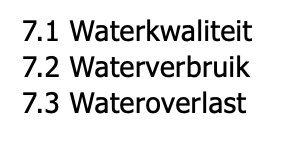 7.1 Waterkwaliteit
7.2 Waterverbruik
7.3 Wateroverlast